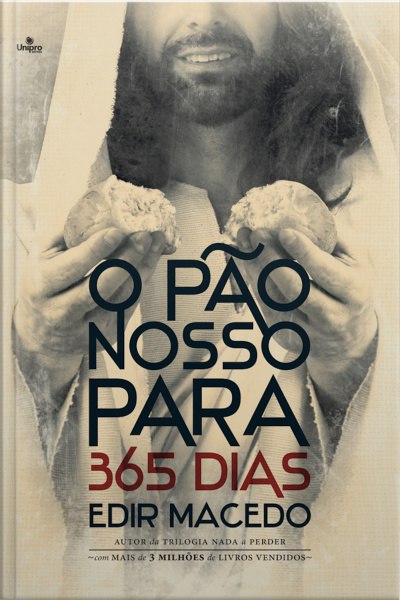 Unipro
O PÃO
NOSSO
PARA
365 DIAS
EDIR MACEDO
AUTOR da TRILOGIA NADA a PERDER
~com MAIS de 3 MILHÕES de LIVROS VENDIDOS~